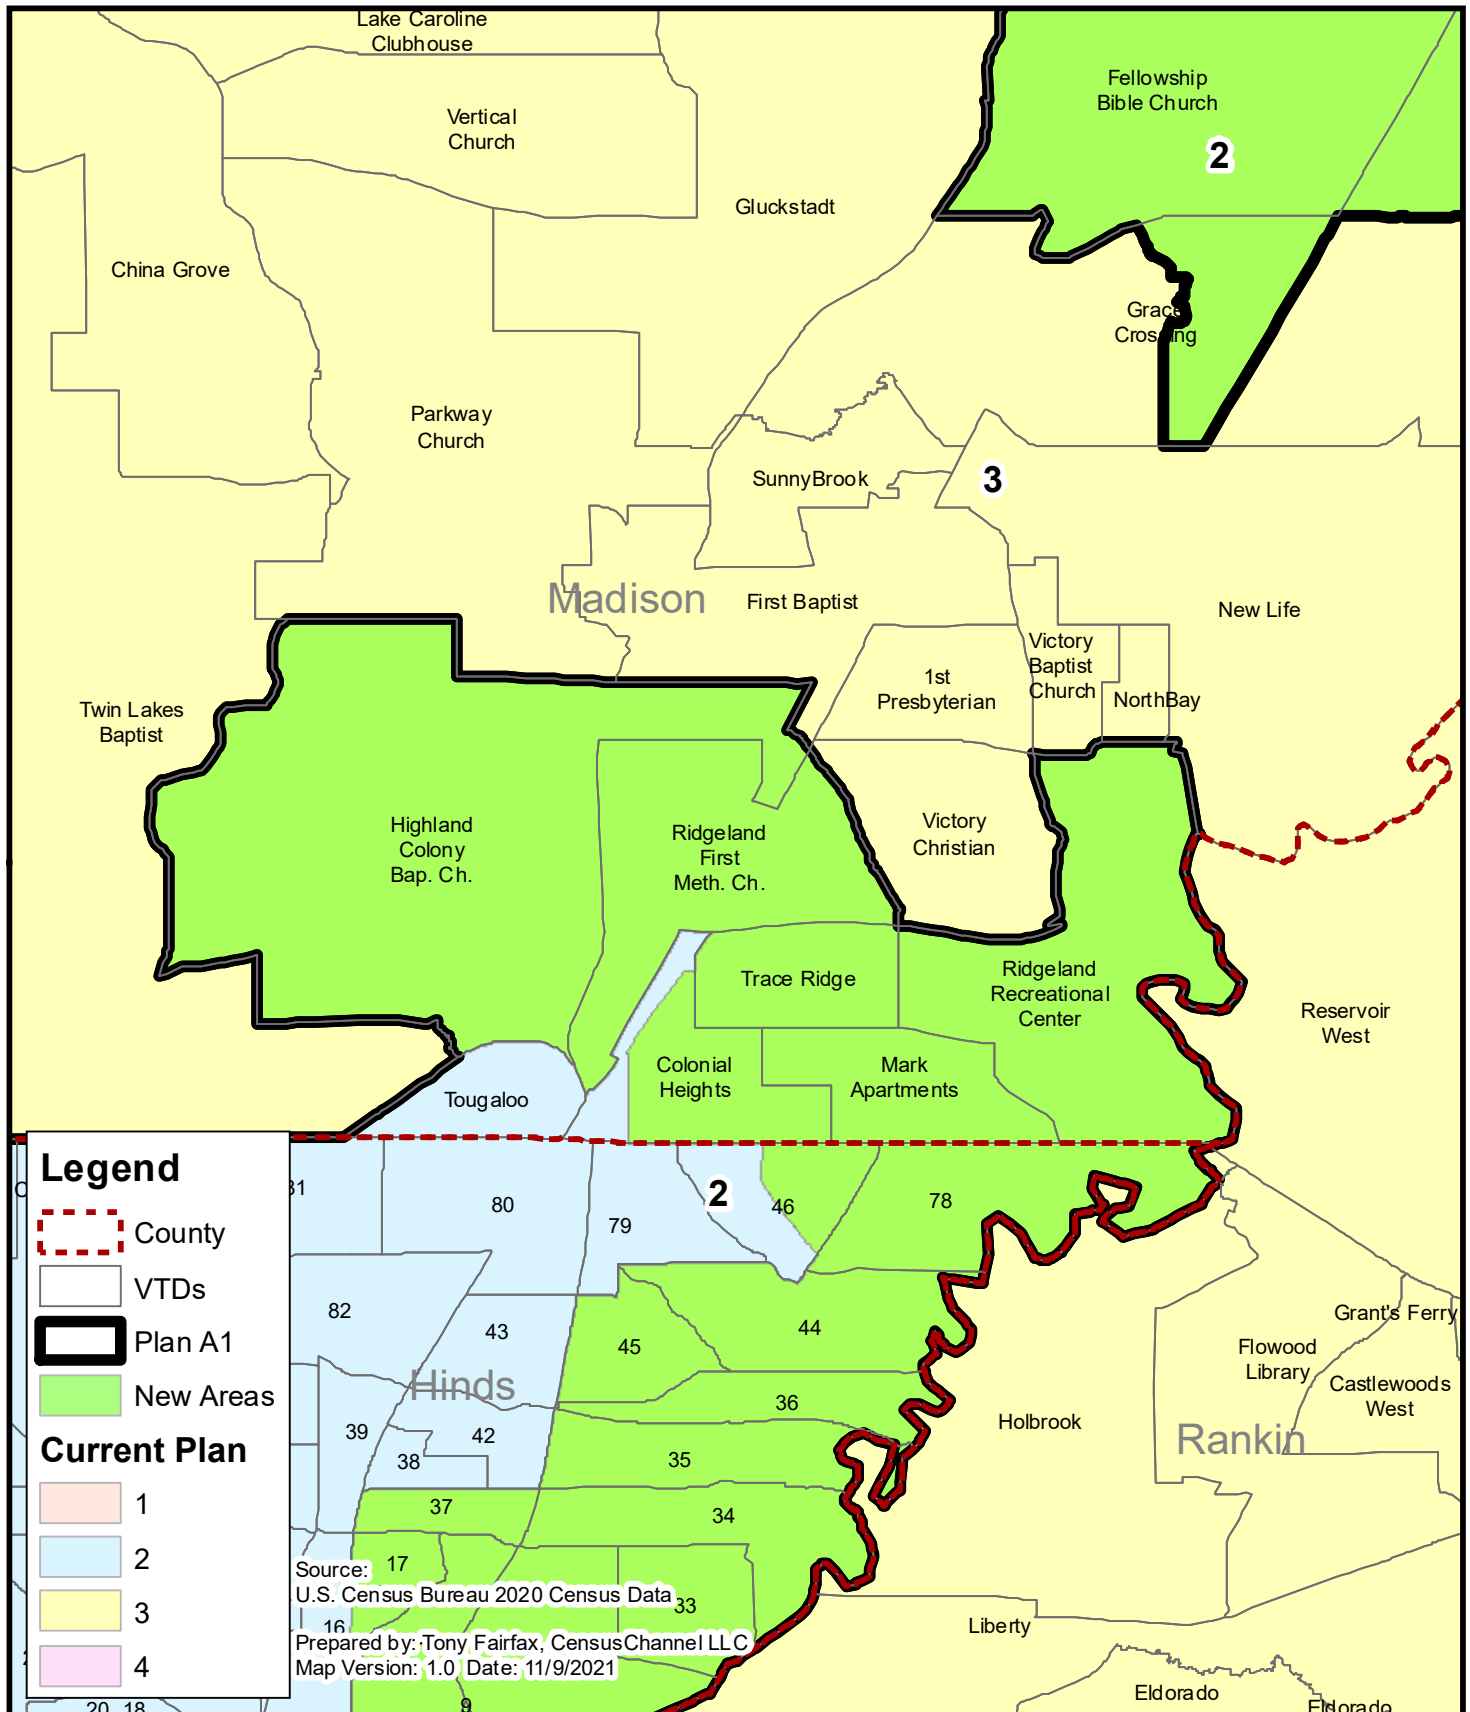 Lake Caroline
Clubhouse
Fellowship
Bible Church
Vertical
Church
2
Gluckstadt
China Grove
Grace
Crossing
Parkway
Church
SunnyBrook
3
Madison
First Baptist
New Life
Victory
Baptist
Church
1st
Presbyterian
NorthBay
Twin Lakes
Baptist
Highland
Colony
Bap. Ch.
Ridgeland
First
Meth. Ch.
Victory
Christian
Trace Ridge
Ridgeland
Recreational
Center
Reservoir
West
Colonial
Heights
Mark
Apartments
Tougaloo
Legend
County
VTDs
Plan A1
New Areas
Current Plan
1
2
3
4
31
80
79
2
46
78
82
43
45
44
Grant's Ferry
Flowood
Library
Castlewoods
West
Hinds
36
39
42
38
35
Holbrook
Rankin
37
34
17
Source:
U.S. Census Bureau 2020 Census Data
33
16
Prepared by: Tony Fairfax, CensusChannel LLC
Map Version: 1.0 Date: 11/9/2021
Liberty
Eldorado
Eldorado
20 18
9